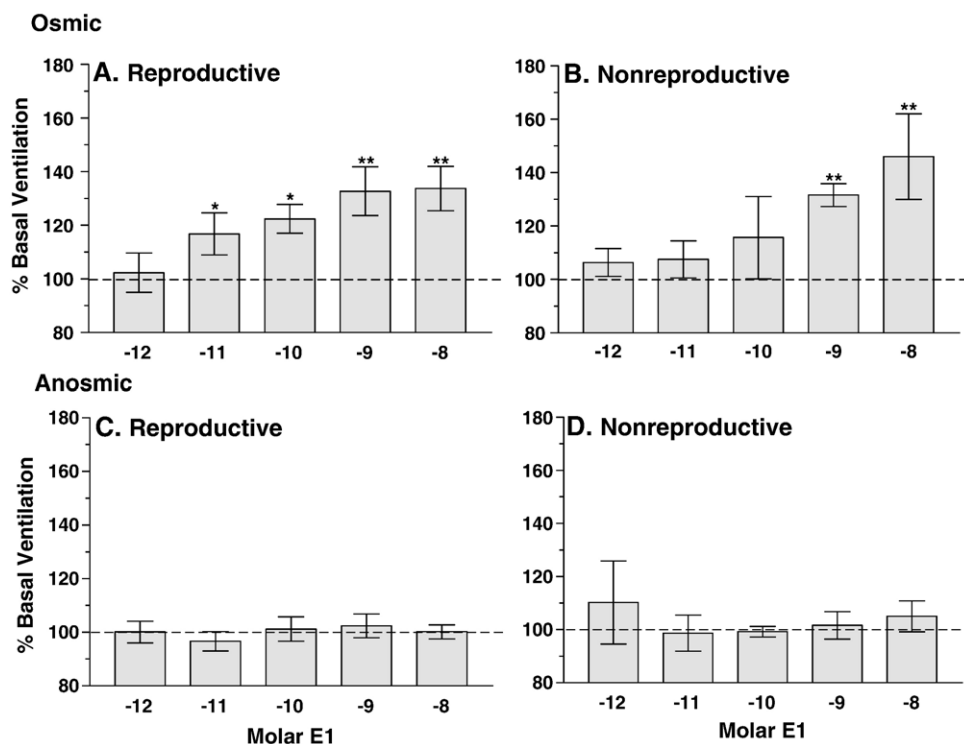 Osmic
A. Reproductive
% Basal Ventilation
180
160
140
120
100
80
*
*
**
**
-12 -11 -10 -9 -8
B. Nonreproductive
180
160
140
120
100
80
**
**
-12 -11 -10 -9 -8
Anosmic
C. Reproductive
% Basal Ventilation
180
160
140
120
100
80
-12 -11 -10 -9 -8
Molar E1
D. Nonreproductive
180
160
140
120
100
80
-12 -11 -10 -9 -8
Molar E1